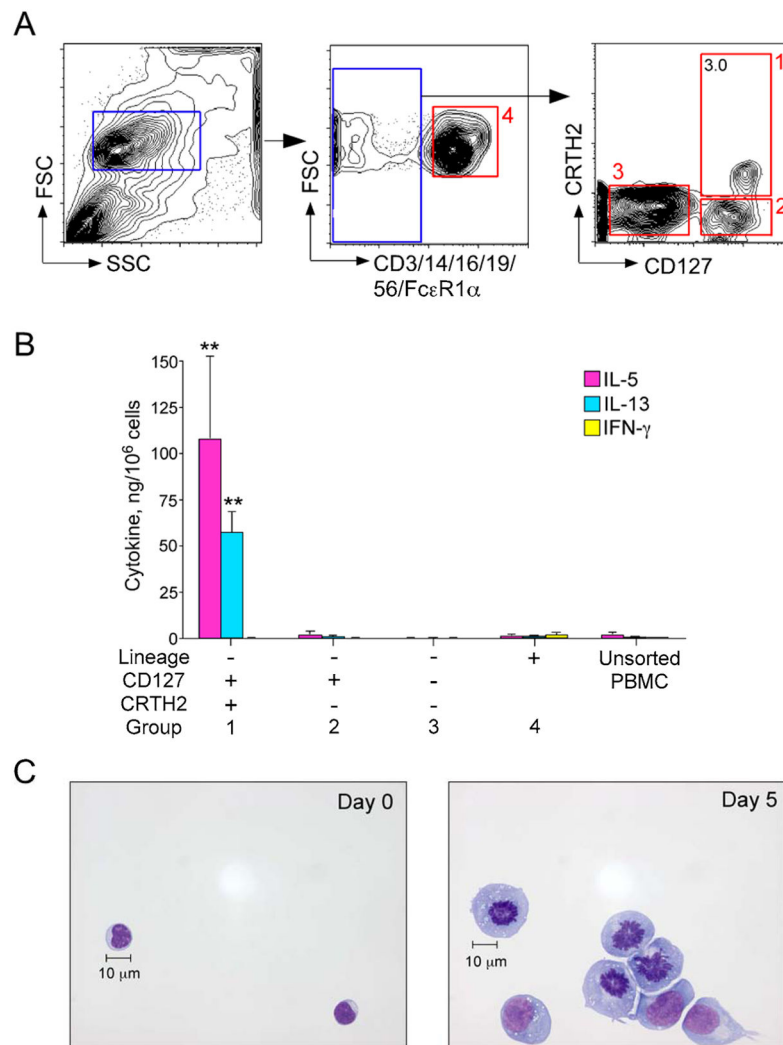 A
FSC
SSC
FSC
4
CD3/14/16/19/
56/FcεR1α
CRTH2
3.0
1
2
3
CD127
B
Cytokine, ng/10⁶ cells
150
125
100
75
50
25
0
**
**
IL-5
IL-13
IFN-γ
Lineage - - - + Unsorted
CD127 + + - PBMC
CRTH2 + - -
Group 1 2 3 4
C
Day 0
10 μm
Day 5
10 μm